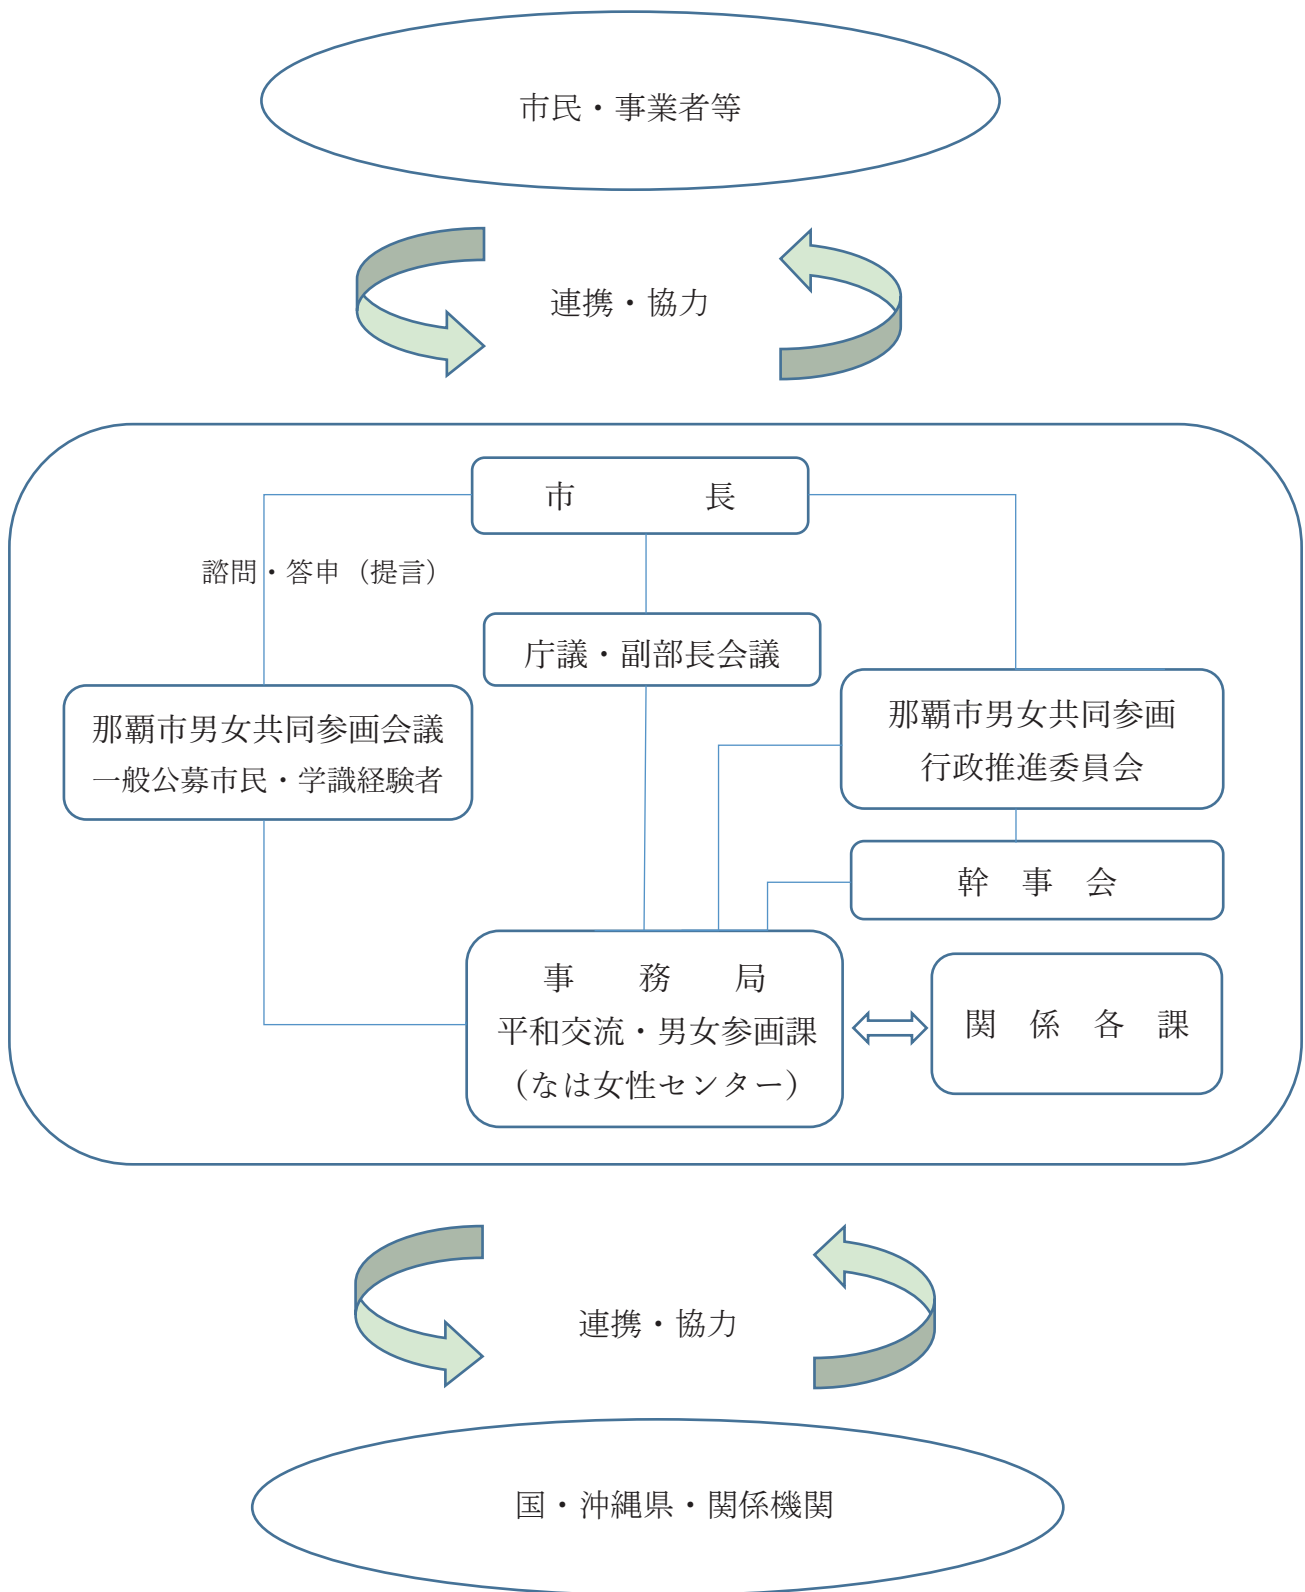 市民・事業者等
連携・協力
市　　　　長
諮問・答申（提言）
庁議・副部長会議
那覇市男女共同参画会議
一般公募市民・学識経験者
那覇市男女共同参画
行政推進委員会
幹　事　会
事　　務　　局
平和交流・男女参画課
（なは女性センター）
関　係　各　課
連携・協力
国・沖縄県・関係機関